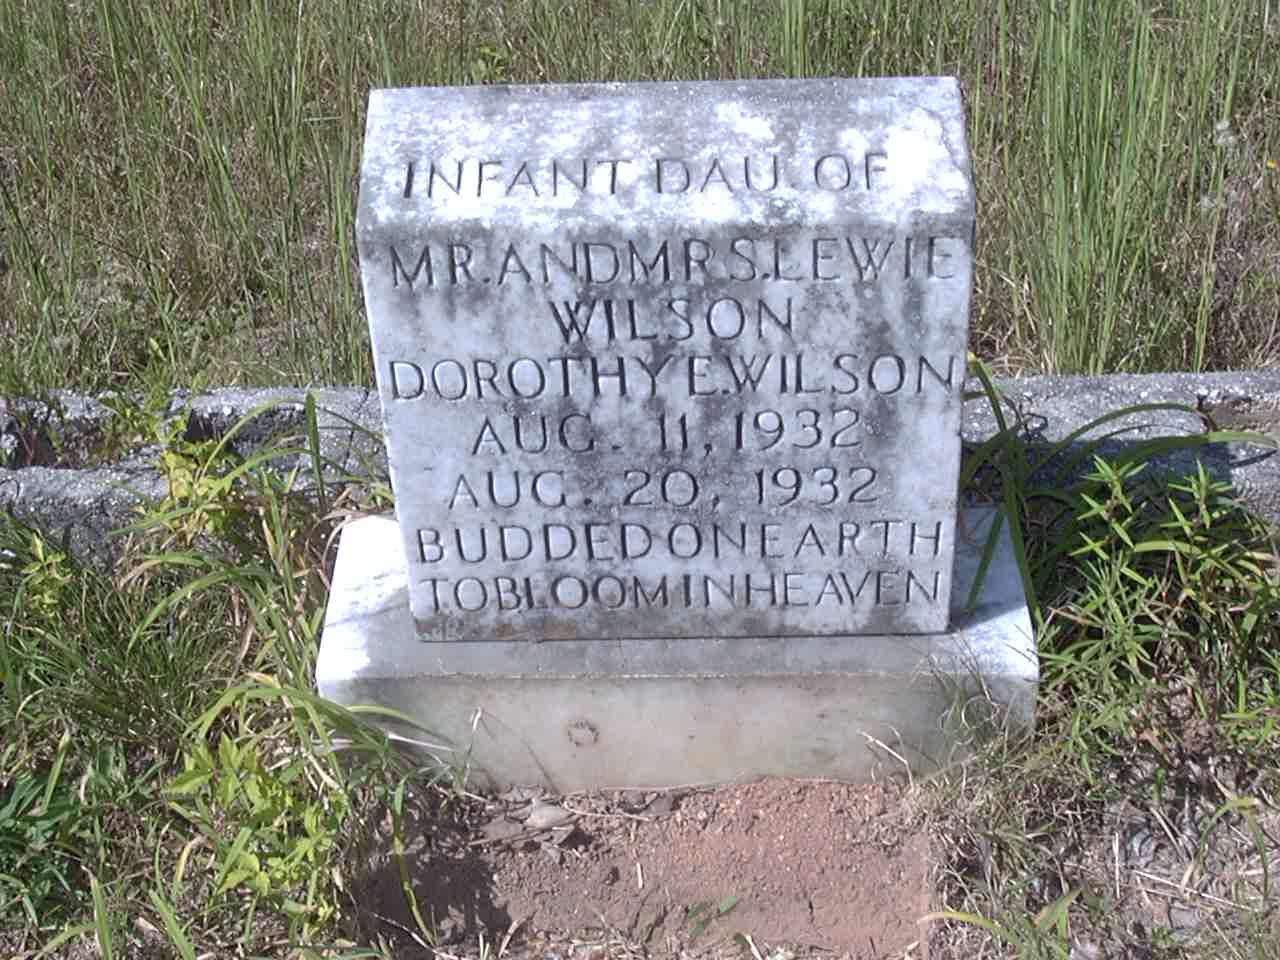 INFANT DAU. OF
MR. AND MRS. LEWIE
WILSON
DOROTHY E. WILSON
AUG. 11, 1932
AUG. 20, 1932
BUDDED ON EARTH
TO BLOOM IN HEAVEN